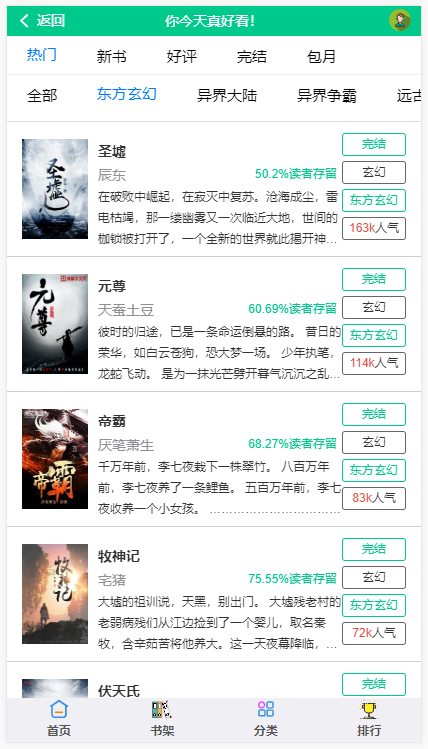 返回
你今天真好看！
热门 新书 好评 完结 包月
全部 东方玄幻 异界大陆 异界争霸 远古
圣墟
圣墟
完结
辰东
50.2%读者存留
玄幻
在破败中崛起，在寂灭中复苏。沧海成尘，雷
东方玄幻
电枯竭，那一缕幽雾又一次临近大地，世间的
163k人气
枷锁被打开了，一个全新的世界就此揭开神…
元尊
元尊
完结
天蚕土豆
60.69%读者存留
玄幻
彼时的归途，已是一条命运倒悬的路。 昔日的
东方玄幻
荣华，如白云苍狗，恐大梦一场。 少年执笔，
114k人气
龙蛇飞动。 是为一抹光芒劈开暮气沉沉之乱…
帝霸
帝霸
完结
厌笔萧生
68.27%读者存留
玄幻
千万年前，李七夜栽下一株翠竹。 八百万年
东方玄幻
前，李七夜养了一条鲤鱼。 五百万年前，李七
83k人气
夜收养一个小女孩。 …………………………
牧神记
牧神记
完结
宅猪
75.55%读者存留
玄幻
大墟的祖训说，天黑，别出门。 大墟残老村的
东方玄幻
老弱病残们从江边捡到了一个婴儿，取名秦
72k人气
牧，含辛茹苦将他养大。这一天夜幕降临，…
伏天氏
完结
首页 书架 分类 排行